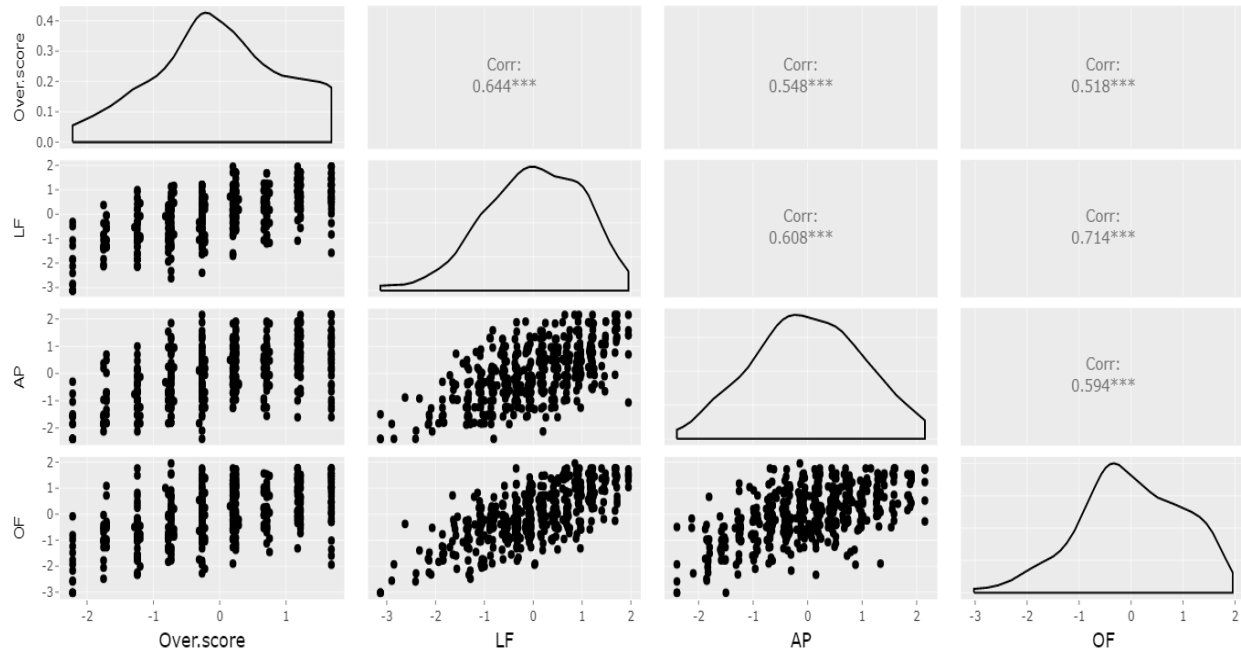 Over.score
0.4
0.3
0.2
0.1
0.0
Corr:
0.644***
Corr:
0.548***
Corr:
0.518***
LF
2
1
0
-1
-2
-3
Corr:
0.608***
Corr:
0.714***
AP
2
1
0
-1
-2
Corr:
0.594***
OF
2
1
0
-1
-2
-3
-2 -1 0 1
-3 -2 -1 0 1 2
-2 -1 0 1 2
-3 -2 -1 0 1 2
Over.score
LF
AP
OF